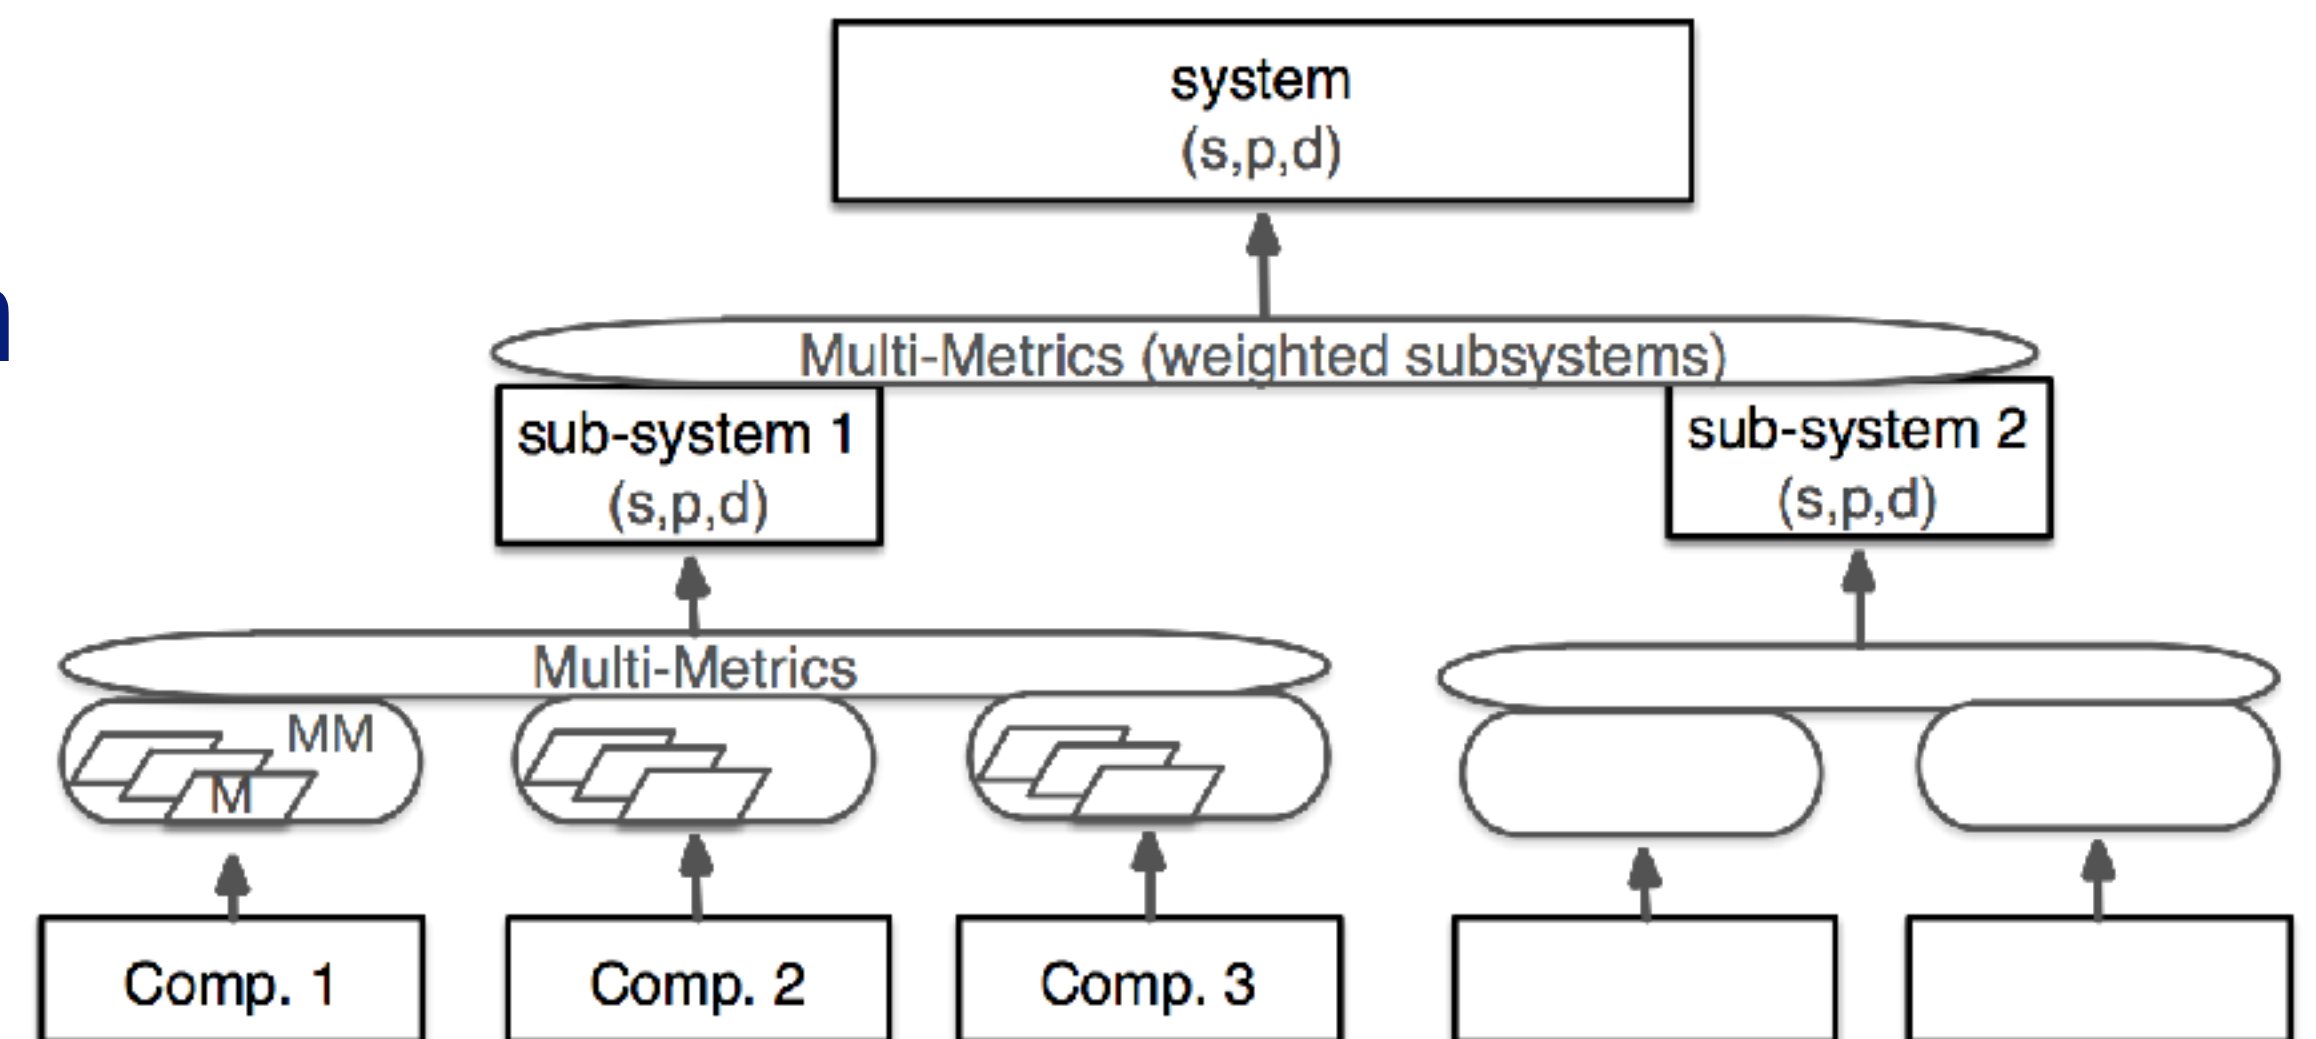 system
(s,p,d)
n
Multi-Metrics (weighted subsystems)
sub-system 1
(s,p,d)
sub-system 2
(s,p,d)
Multi-Metrics
MM
M
Comp. 1
Comp. 2
Comp. 3